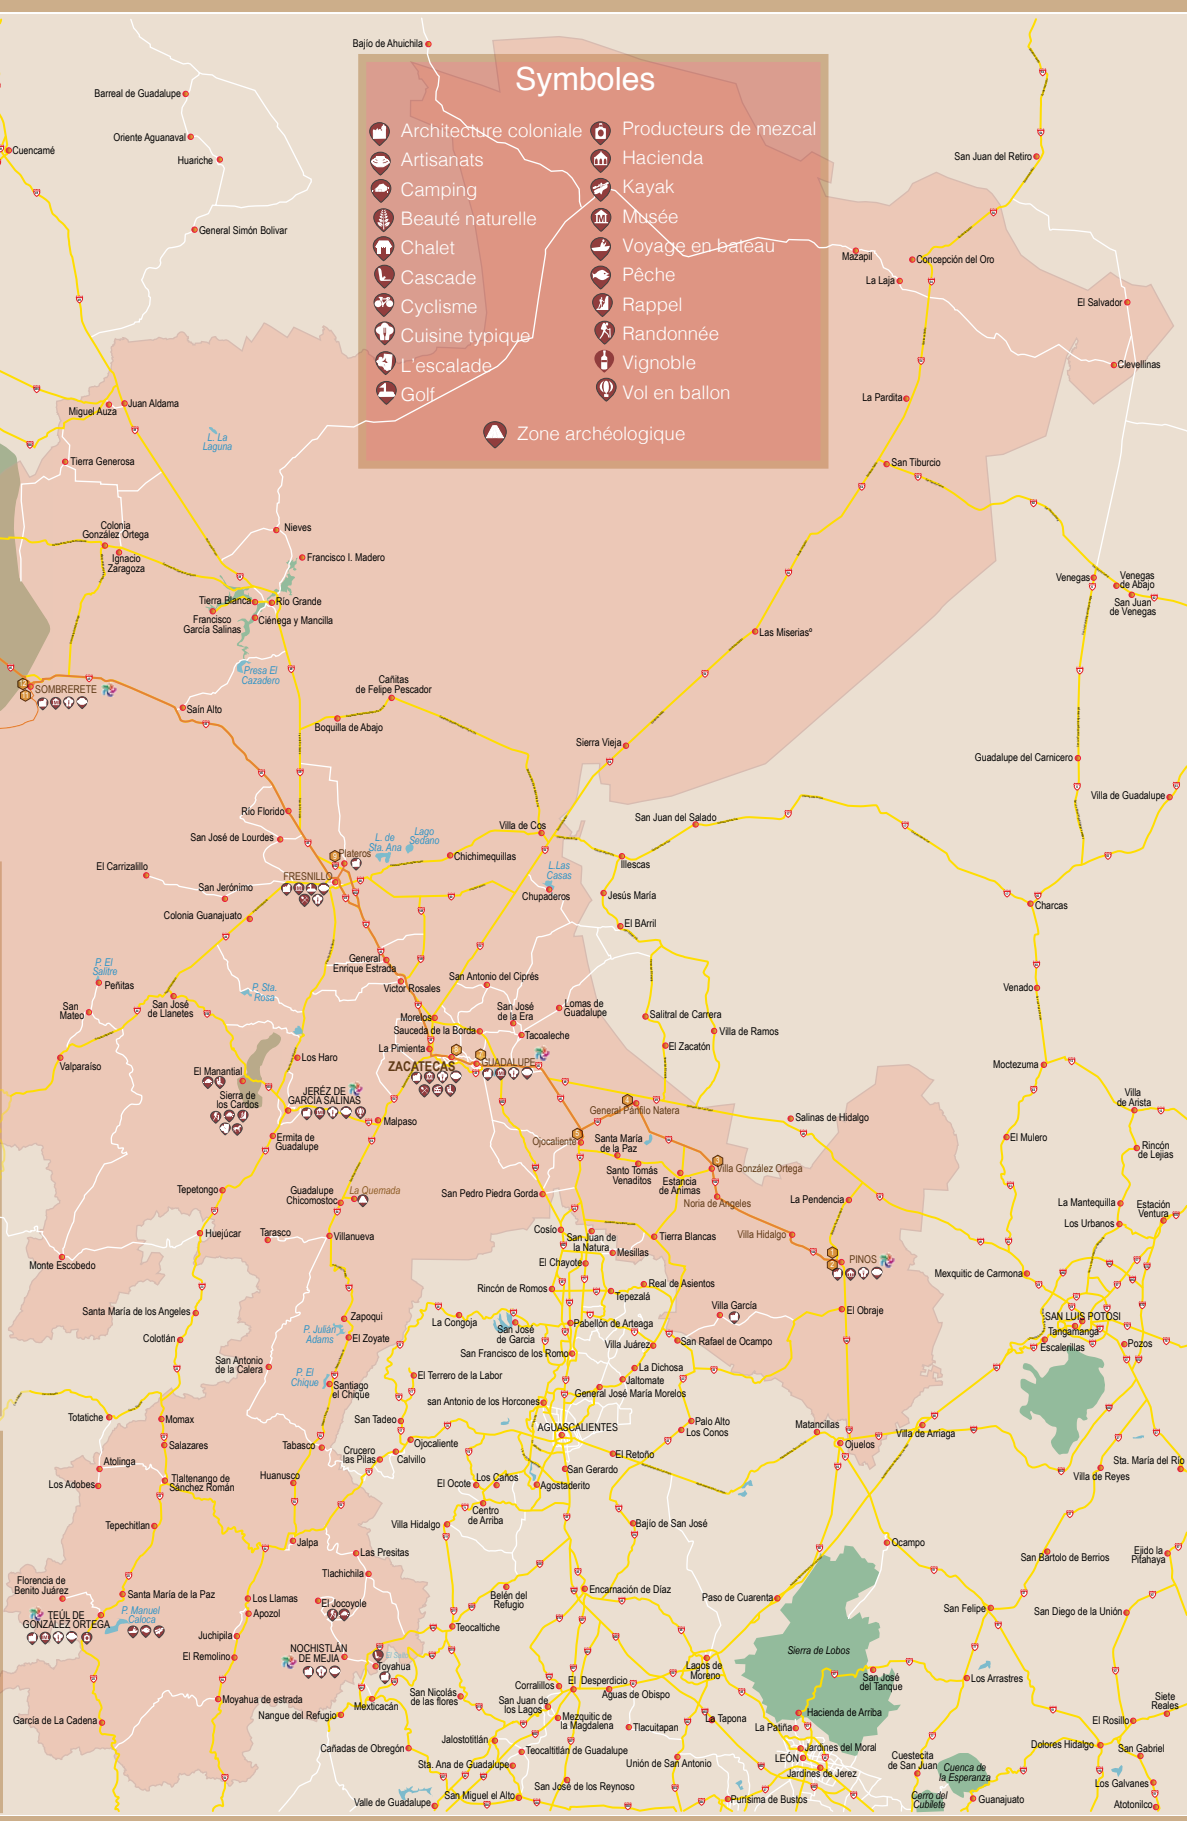 Bajío de Ahuichila
Symboles
Architecture coloniale
Artisanats
Camping
Beauté naturelle
Chalet
Cascade
Cyclisme
Cuisine typique
L'escalade
Golf
Producteurs de mezcal
Hacienda
Kayak
Musée
Voyage en bateau
Pêche
Rappel
Randonnée
Vignoble
Vol en ballon
Zone archéologique
Barreal de Guadalupe
Oriente Aguanaval
Cuencamé
Huariche
San Juan del Retiro
General Simón Bolivar
Mazapil
Concepción del Oro
La Laja
El Salvador
Clevellinas
La Pardita
Miguel Auza
Juan Aldama
L. La
Laguna
Tierra Generosa
San Tiburcio
Colonia
González Ortega
Ignacio
Zaragoza
Nieves
Francisco I. Madero
Tierra Blanca
Río Grande
Francisco
García Salinas
Ciénega y Mancilla
Venegas
Venegas
de Abajo
San Juan
de Venegas
Las Miseriasº
Presa El
Cazadero
SOMBRERETE
Saín Alto
Cañitas
de Felipe Pescador
Boquilla de Abajo
Sierra Vieja
Guadalupe del Carnicero
Villa de Guadalupe
Río Florido
San José de Lourdes
Plateros
L. de
Sta. Ana
Lago
Sedano
Villa de Cos
San Juan del Salado
Chichimequillas
L.Las
Casas
Illescas
El Carrizalillo
FRESNILLO
San Jerónimo
Chupaderos
Jesús María
Colonia Guanajuato
El BArril
Charcas
P. El
Salitre
Peñitas
General
Enrique Estrada
San Antonio del Ciprés
Victor Rosales
P. Sta.
Rosa
San
Mateo
San José
de Llanetes
Morelos
San José
de la Era
Lomas de
Guadalupe
Sauceda de la Borda
Tacoaleche
Salitral de Carrera
Villa de Ramos
El Zacatón
Venado
Valparaíso
Los Haro
La Pimienta
ZACATECAS
GUADALUPE
Moctezuma
El Manantial
Sierra de
los Cardos
JERÉZ DE
GARCÍA SALINAS
General Pánfilo Natera
Villa
de Arista
Malpaso
Salinas de Hidalgo
Ermita de
Guadalupe
Ojocaliente
Santa María
de la Paz
El Mulero
Rincón
de Lejias
Santo Tomás
Venaditos
Estancia
de Ánimas
Villa González Ortega
Tepetongo
Guadalupe
Chicomostoc
La Quemada
San Pedro Piedra Gorda
Noria de Angeles
La Pendencia
La Mantequilla
Estación
Ventura
Los Urbanos
Huejúcar
Tarasco
Villanueva
Cosío
San Juan de
la Natura
Tierra Blancas
Villa Hidalgo
Mesillas
El Chayote
PINOS
Monte Escobedo
Rincón de Romos
Real de Asientos
Tepezalá
Mexquitic de Carmona
Santa María de los Angeles
Zapoqui
La Congoja
San José
de Garcia
Pabellón de Arteaga
Villa García
El Obraje
SAN LUIS POTOSI
Tangamanga
Escalerillas
Pozos
Colotlán
P. Julián
Adams
El Zoyate
San Francisco de los Romo
Villa Juárez
San Rafael de Ocampo
San Antonio
de la Calera
P. El
Chique
Santiago
el Chique
El Terrero de la Labor
La Dichosa
Jaltomate
General José María Morelos
san Antonio de los Horcones
Totatiche
Momax
San Tadeo
AGUASCALIENTES
Palo Alto
Los Conos
Matancillas
Villa de Arriaga
Salazares
Tabasco
Crucero
las Pilas
Ojocaliente
Calvillo
El Retoño
Ojuelos
Atolinga
Los Adobes
Tlaltenango de
Sánchez Román
Huanusco
El Ocote
Los Caños
San Gerardo
Agostaderito
Sta. María del Río
Villa de Reyes
Tepechitlan
Villa Hidalgo
Centro
de Arriba
Bajío de San José
Jalpa
Las Presitas
Ocampo
San Bartolo de Berrios
Ejido la
Pitahaya
Florencia de
Benito Juárez
Tlachichila
Santa María de la Paz
Los Llamas
El Jocoyole
Belén del
Refugio
Encarnación de Díaz
Paso de Cuarenta
TEÚL DE
GONZALEZ ORTEGA
P. Manuel
Caloca
Apozol
San Felipe
San Diego de la Unión
Juchipila
NOCHISTLÁN
DE MEJIA
Teocaltiche
Sierra de Lobos
El Remolino
Toyahua
Lagos de
Moreno
San José
del Tanque
Los Arrastres
Corralillos
El Desperdicio
Aguas de Obispo
Moyahua de estrada
Mexticacán
San Nicolás
de las flores
San Juan de
los Lagos
Siete
Reales
García de La Cadena
Nangue del Refugio
Mezquitic de
la Magdalena
Tlacuitapan
La Tapona
Hacienda de Arriba
La Patiña
El Rosillo
Cañadas de Obregón
Jalostotitlán
Teocaltitlán de Guadalupe
Jardines del Moral
Dolores Hidalgo
San Gabriel
Sta. Ana de Guadalupe
Unión de San Antonio
LEÓN
Jardines de Jerez
Cuestecita
de San Juan
Cuenca de
la Esperanza
Los Galvanes
San José de los Reynoso
Valle de Guadalupe
San Miguel el Alto
Purísima de Bustos
Cerro del
Cubilete
Guanajuato
Atotonilco